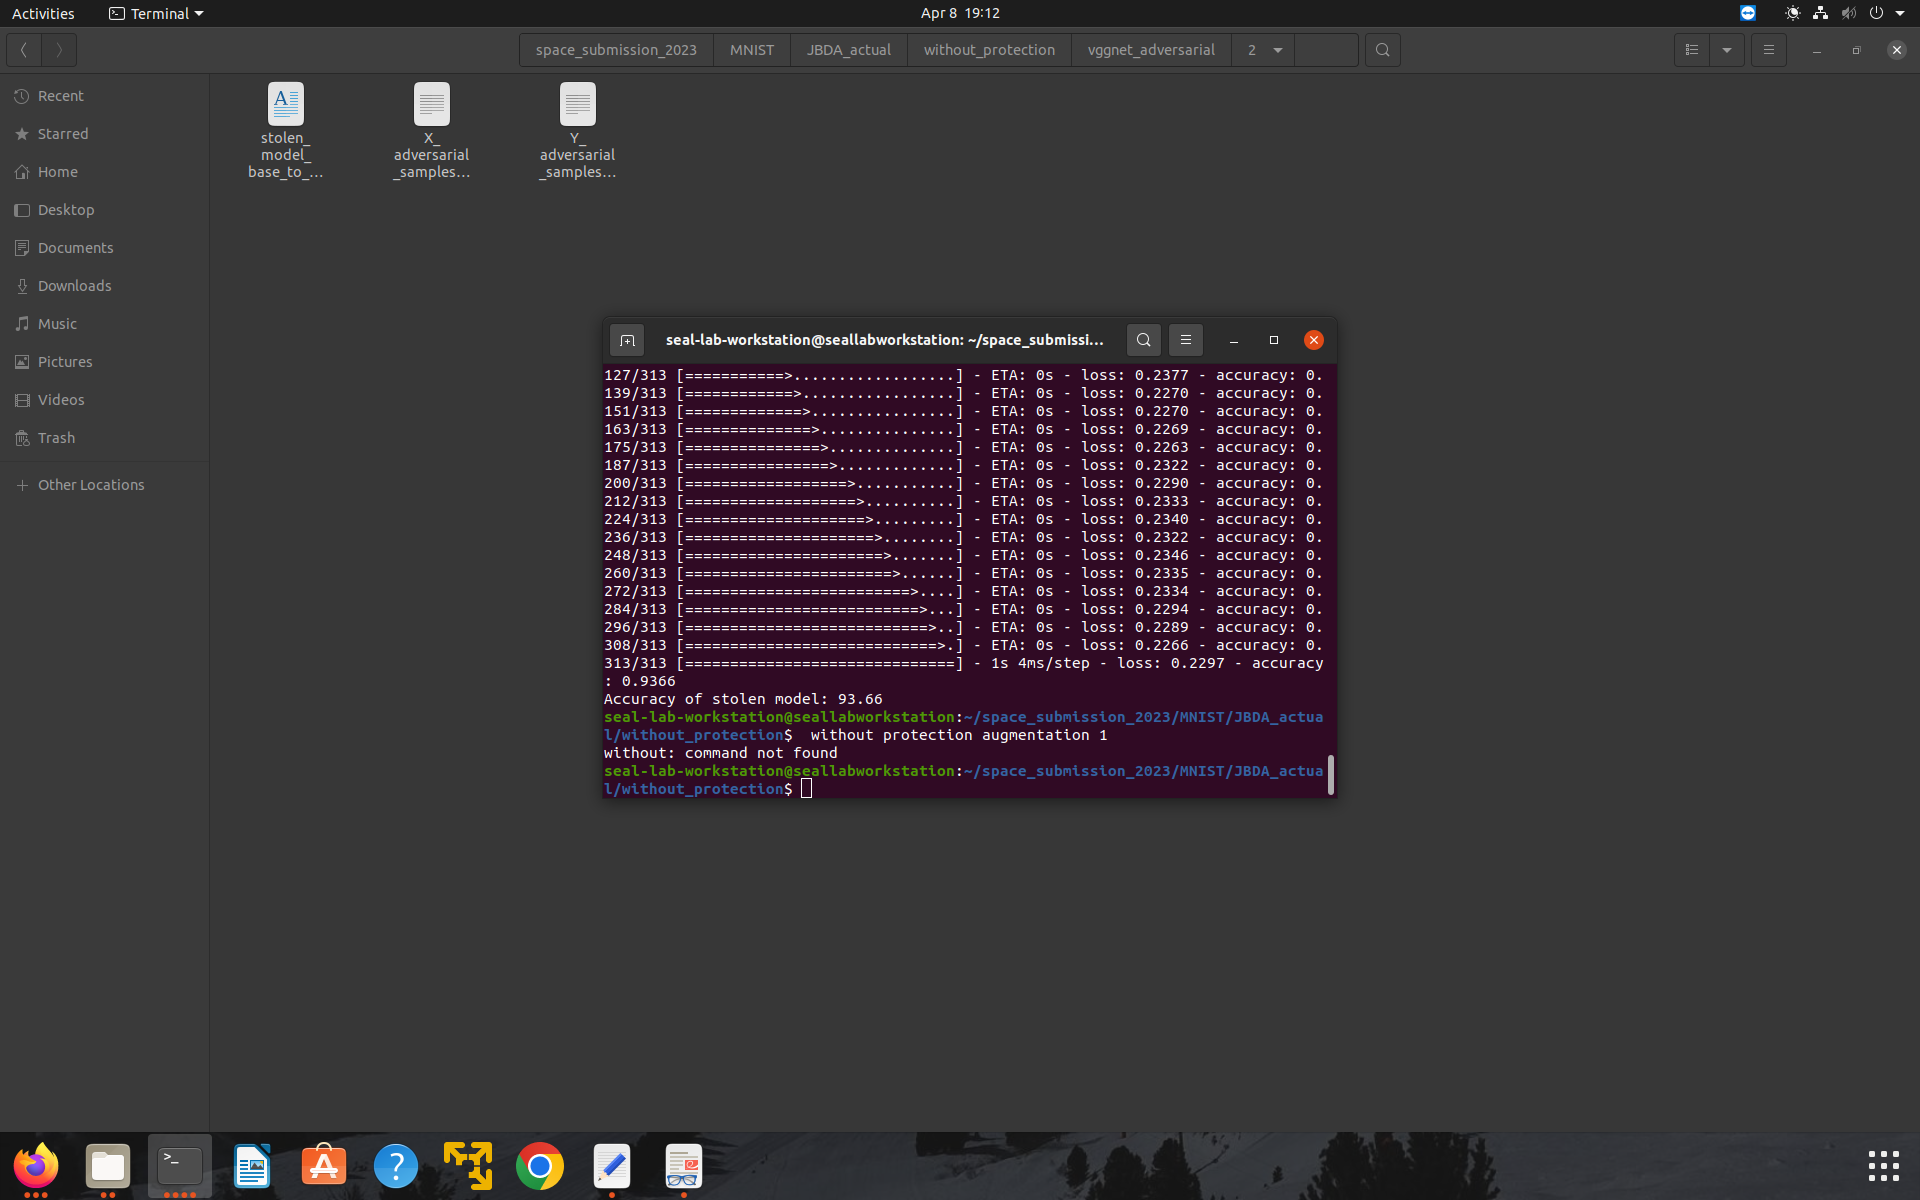 Activities
Terminal
Apr 8 19:12
space_submission_2023
MNIST
JBDA_actual
without_protection
vggnet_adversarial
2
Recent
Starred
Home
Desktop
Documents
Downloads
Music
Pictures
Videos
Trash
Other Locations
stolen_
model_
base_to_...
X_
adversarial
_samples...
Y_
adversarial
_samples...
seal-lab-workstation@seallabworkstation: ~/space_submissi...
127/313 [===========>..................] - ETA: 0s - loss: 0.2377 - accuracy: 0.
139/313 [============>.................] - ETA: 0s - loss: 0.2270 - accuracy: 0.
151/313 [=============>................] - ETA: 0s - loss: 0.2270 - accuracy: 0.
163/313 [==============>...............] - ETA: 0s - loss: 0.2269 - accuracy: 0.
175/313 [===============>..............] - ETA: 0s - loss: 0.2263 - accuracy: 0.
187/313 [================>.............] - ETA: 0s - loss: 0.2322 - accuracy: 0.
200/313 [==================>...........] - ETA: 0s - loss: 0.2290 - accuracy: 0.
212/313 [===================>..........] - ETA: 0s - loss: 0.2333 - accuracy: 0.
224/313 [====================>.........] - ETA: 0s - loss: 0.2340 - accuracy: 0.
236/313 [=====================>........] - ETA: 0s - loss: 0.2322 - accuracy: 0.
248/313 [======================>.......] - ETA: 0s - loss: 0.2346 - accuracy: 0.
260/313 [=======================>......] - ETA: 0s - loss: 0.2335 - accuracy: 0.
272/313 [=========================>....] - ETA: 0s - loss: 0.2334 - accuracy: 0.
284/313 [==========================>...] - ETA: 0s - loss: 0.2294 - accuracy: 0.
296/313 [===========================>..] - ETA: 0s - loss: 0.2289 - accuracy: 0.
308/313 [============================>.] - ETA: 0s - loss: 0.2266 - accuracy: 0.
313/313 [==============================] - 1s 4ms/step - loss: 0.2297 - accuracy
: 0.9366
Accuracy of stolen model: 93.66
seal-lab-workstation@seallabworkstation:~/space_submission_2023/MNIST/JBDA_actua
l/without_protection$  without protection augmentation 1
without: command not found
seal-lab-workstation@seallabworkstation:~/space_submission_2023/MNIST/JBDA_actua
l/without_protection$